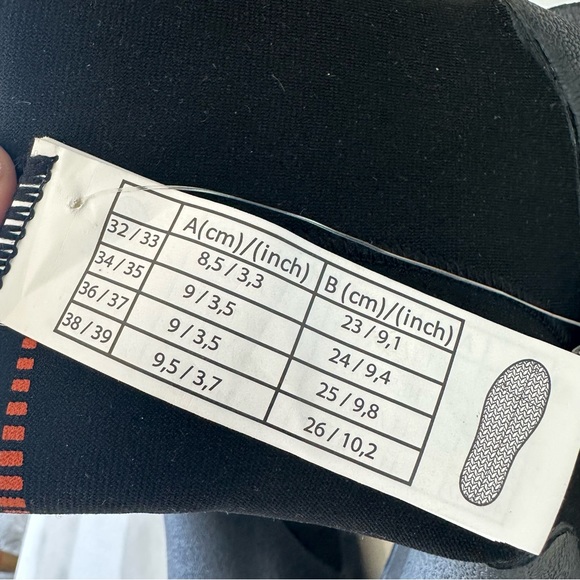 A(cm)/(inch) B (cm)/(inch)
32/33 8,5/3,3 23/9,1
34/35 9/3,5 24/9,4
36/37 9/3,5 25/9,8
38/39 9,5/3,7 26/10,2